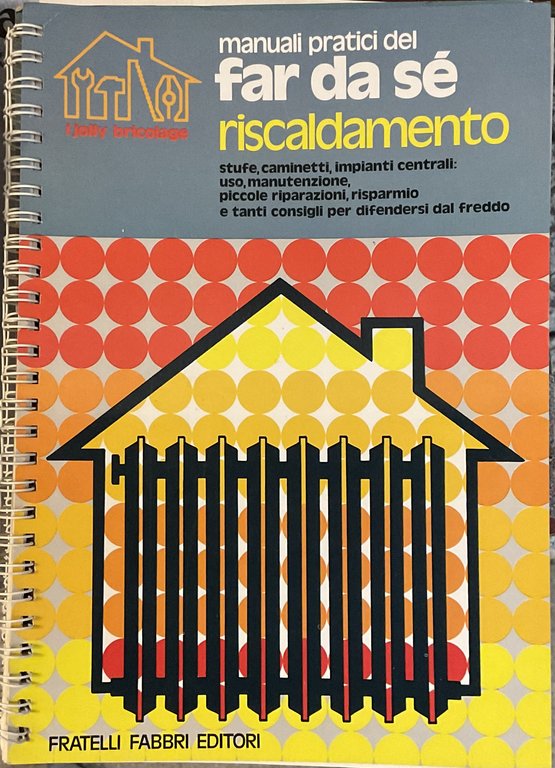 manuali pratici del
far da sé
riscaldamento
i jolly bricolage
stufe, caminetti, impianti centrali:
uso, manutenzione,
piccole riparazioni, risparmio
e tanti consigli per difendersi dal freddo
FRATELLI FABBRI EDITORI